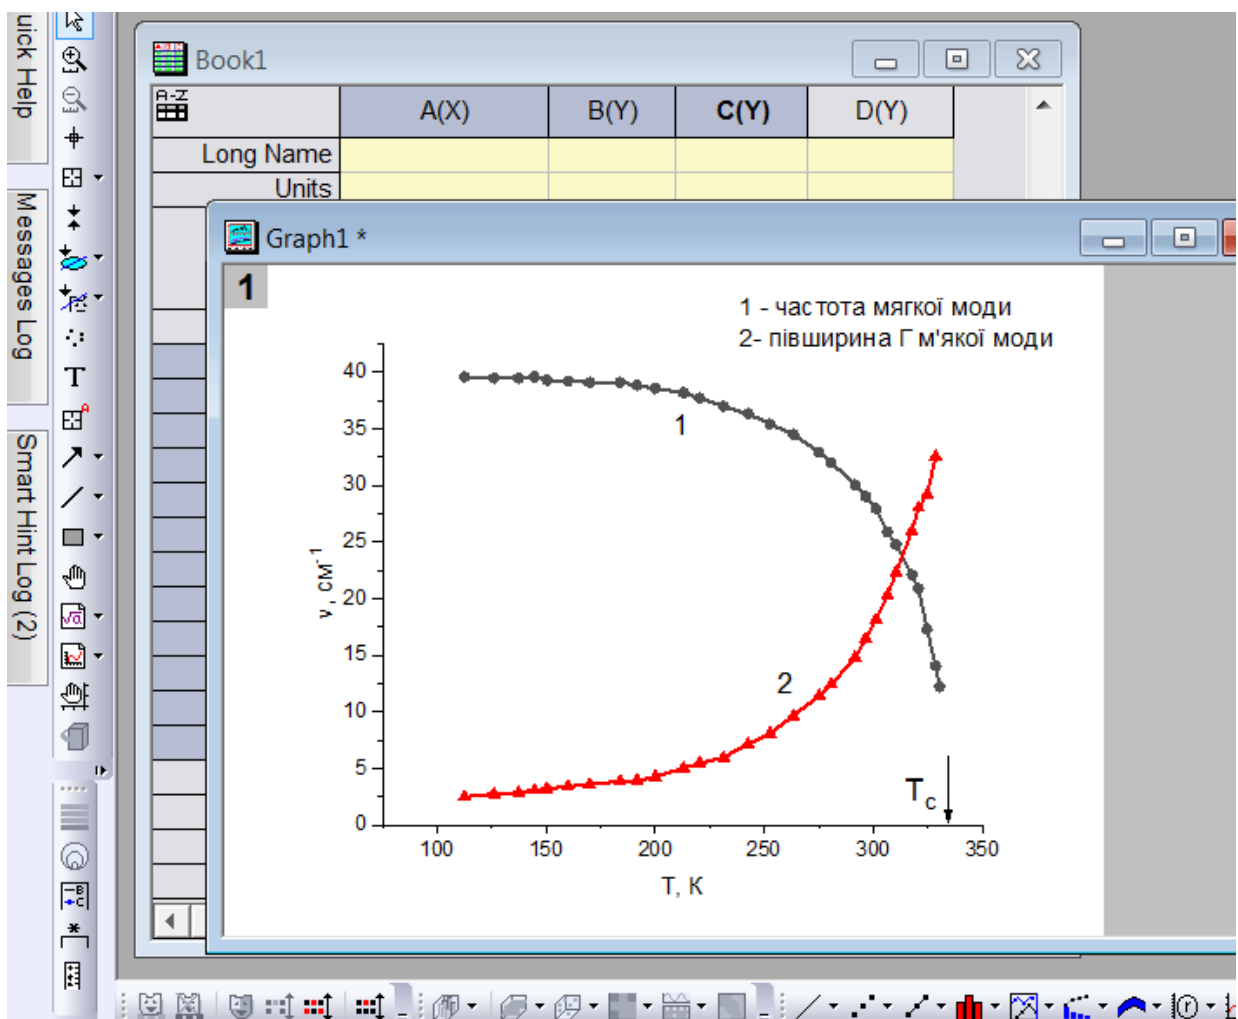 uick Help
Messages Log
Smart Hint Log (2)
Book1
A(X) B(Y) C(Y) D(Y)
Long Name
Units
Graph1 *
1
1 - частота мягкої моди
2- півширина Г м'якої моди
40
35
30
25
20
15
10
5
0
ν, см-1
1
2
Tc
100 150 200 250 300 350
T, K